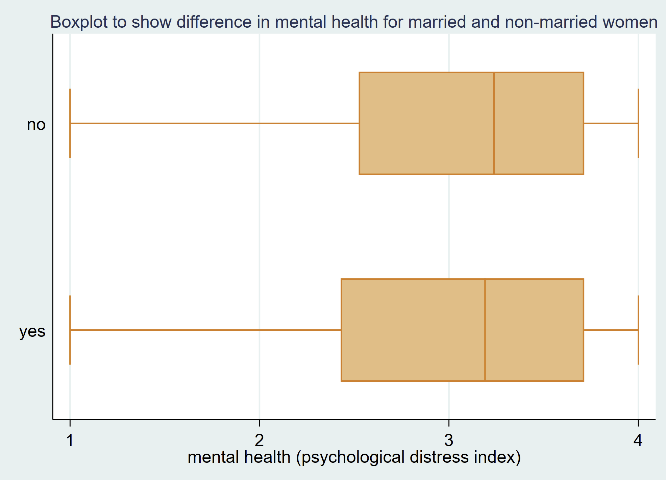 Boxplot to show difference in mental health for married and non-married women
no
yes
1 2 3 4
mental health (psychological distress index)